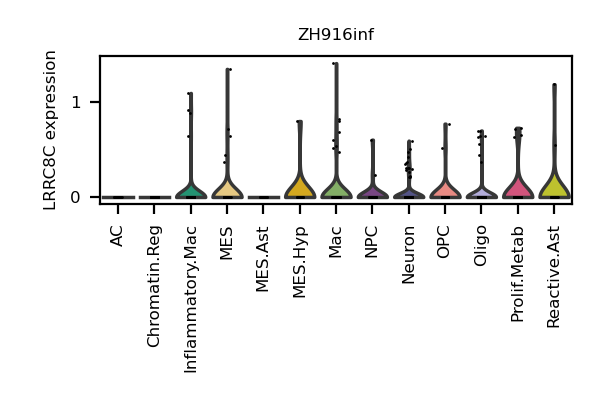 ZH916inf
LRRC8C expression
1
0
AC
Chromatin.Reg
Inflammatory.Mac
MES
MES.Ast
MES.Hyp
Mac
NPC
Neuron
OPC
Oligo
Prolif.Metab
Reactive.Ast